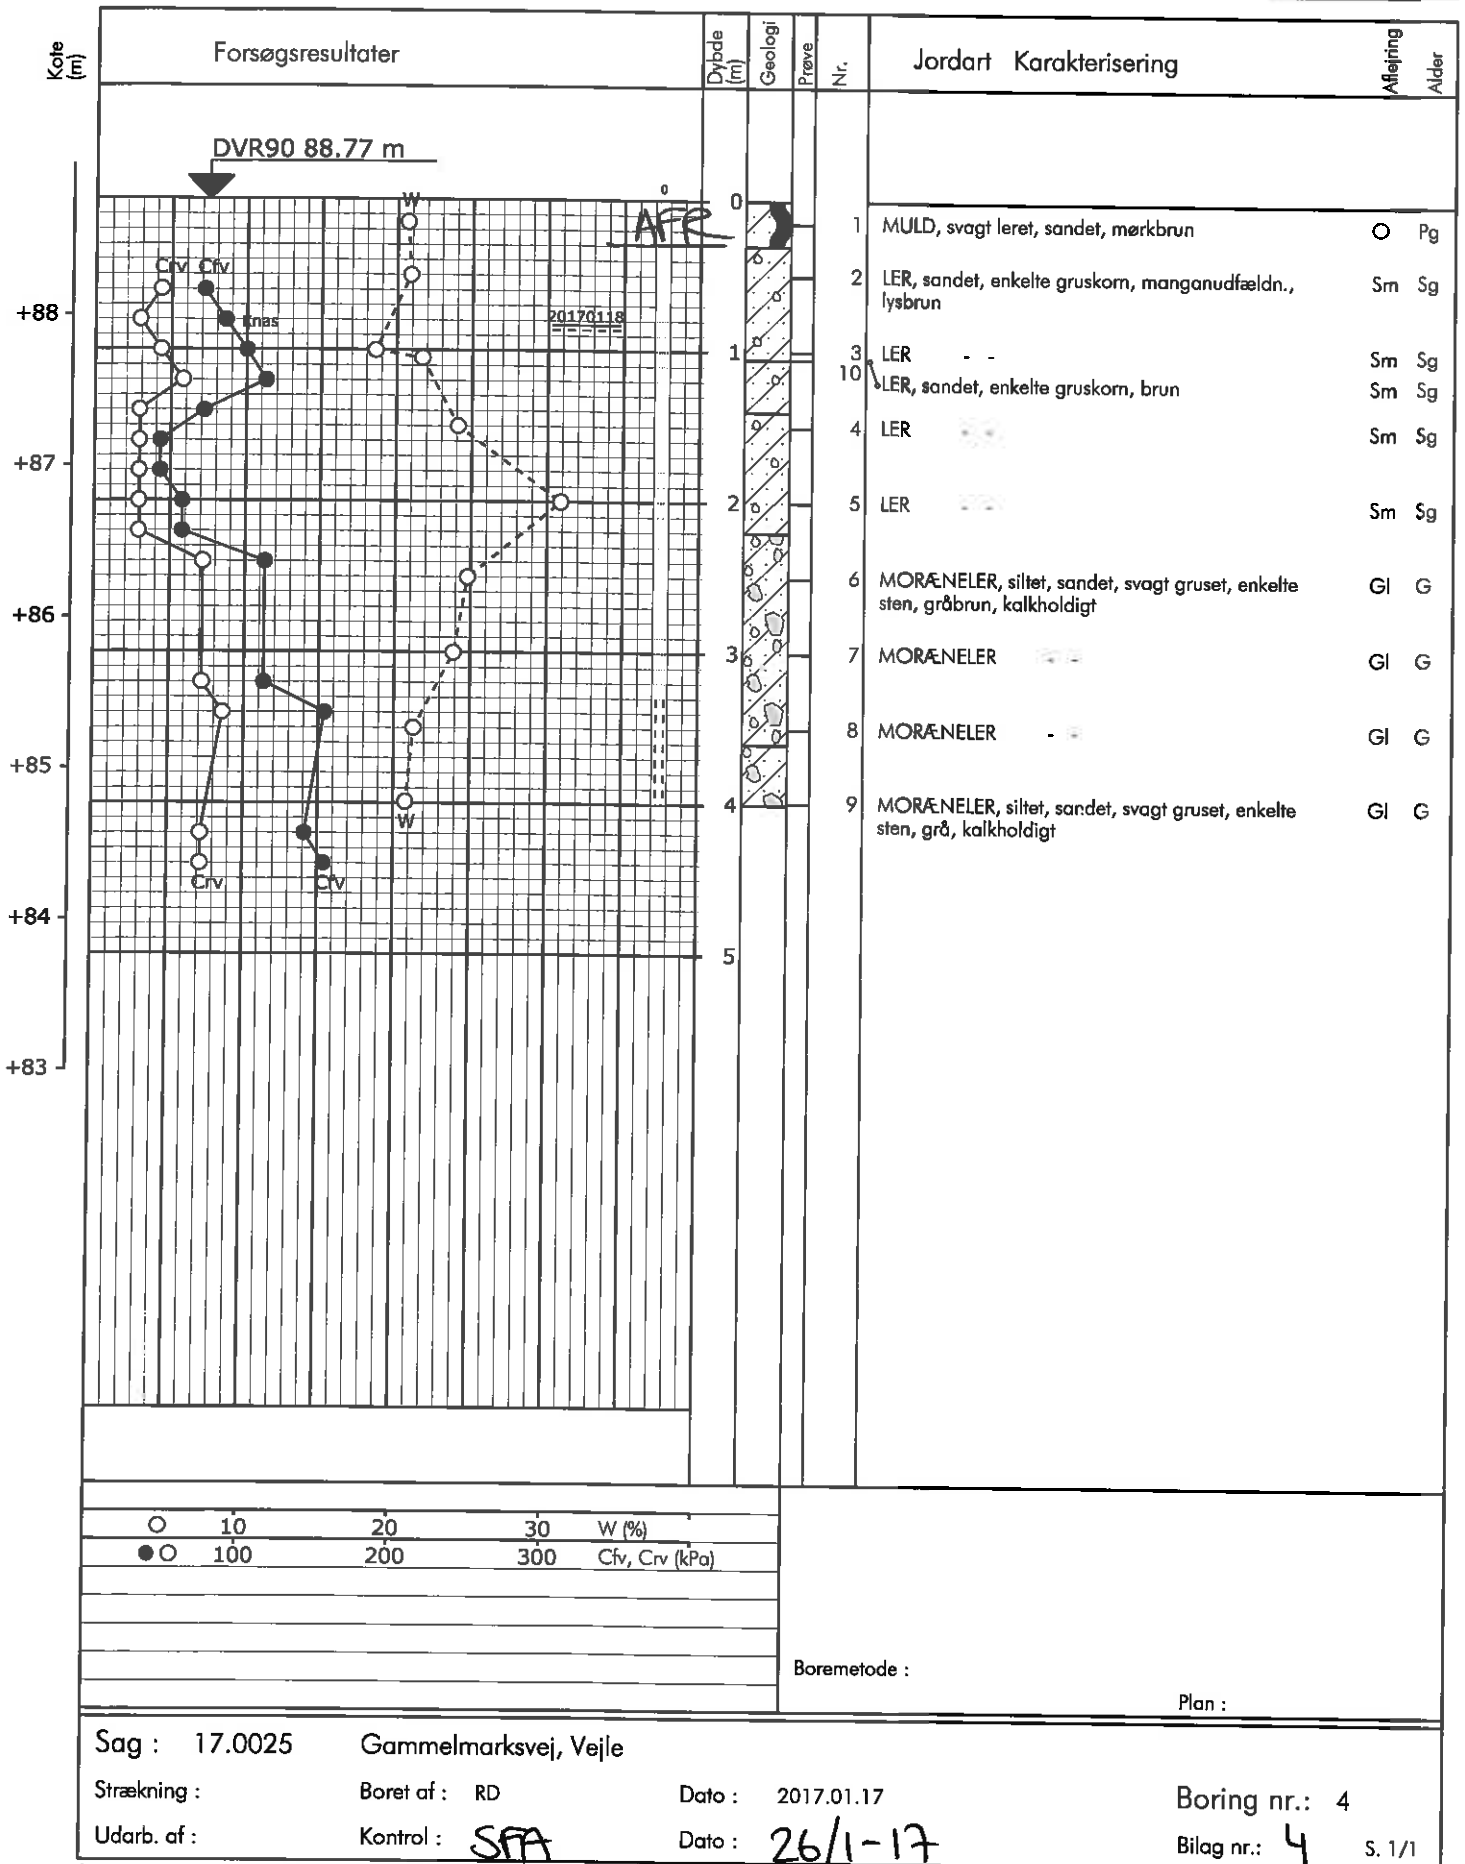 Kote (m)
Forsøgsresultater
Dybde (m)
Geologi
Prøve
Nr.
Jordart Karakterisering
Aflejring
Alder
DVR90 88.77 m
W
0
AFR
0
1 MULD, svagt leret, sandet, mørkbrun O Pg
Crv Cfv
2 LER, sandet, enkelte gruskorn, manganudfældn., Sm Sg
lysbrun
+88
Knas
20170118
1
3 LER - - Sm Sg
10 LER, sandet, enkelte gruskorn, brun Sm Sg
4 LER - - Sm Sg
+87
2
5 LER - - Sm Sg
6 MORÆNELER, siltet, sandet, svagt gruset, enkelte Gl G
sten, gråbrun, kalkholdigt
+86
3
7 MORÆNELER - - Gl G
8 MORÆNELER - - Gl G
+85
4
9 MORÆNELER, siltet, sandet, svagt gruset, enkelte Gl G
sten, grå, kalkholdigt
W
Crv Cfv
+84
5
+83
10 20 30 W (%)
100 200 300 Cfv, Crv (kPa)
Boremetode :
Plan :
Sag : 17.0025 Gammelmarksvej, Vejle
Strækning : Boret af : RD Dato : 2017.01.17 Boring nr.: 4
Udarb. af : Kontrol : SFA Dato : 26/1-17 Bilag nr.: 4 S. 1/1